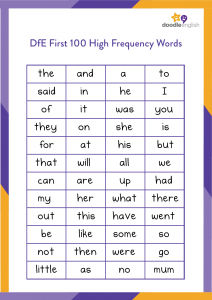 doodleenglish
DfE First 100 High Frequency Words
the and a to
said in he I
of it was you
they on she is
for at his but
that will all we
can are up had
my her what there
out this have went
be like some so
not then were go
little as no mum